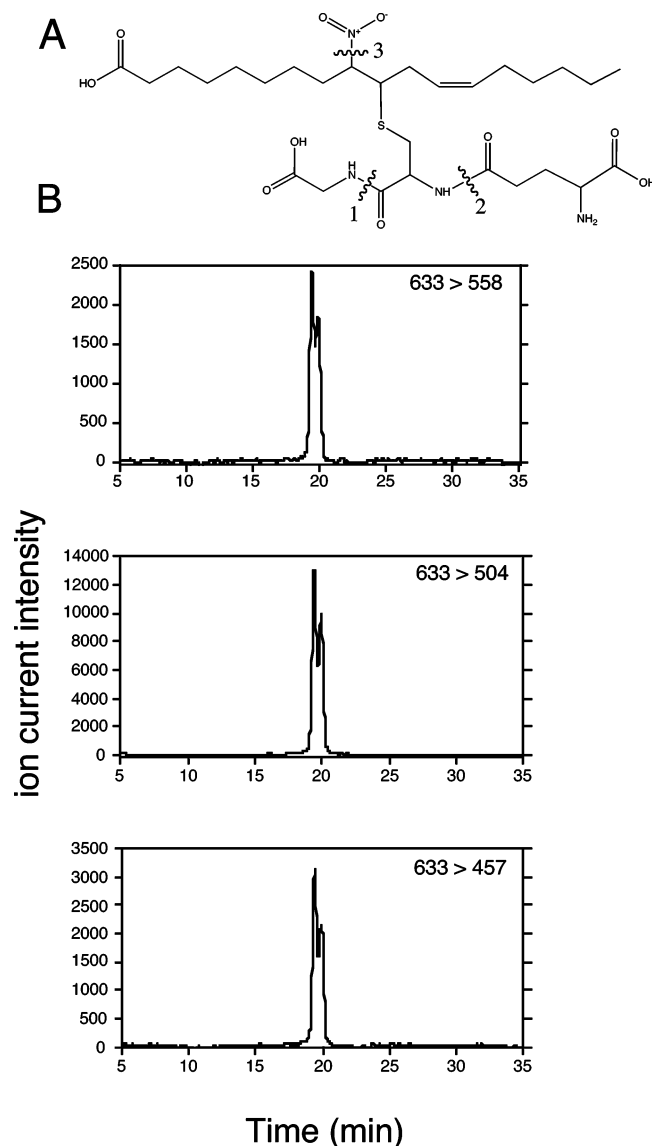 A
O
O
N⁺
O⁻
3
HO
S
OH
O
H
N
1
O
NH
2
O
O
OH
NH₂
B
ion current intensity
633 > 558
2500
2000
1500
1000
500
0
5 10 15 20 25 30 35
633 > 504
14000
12000
10000
8000
6000
4000
2000
0
5 10 15 20 25 30 35
633 > 457
3500
3000
2500
2000
1500
1000
500
0
5 10 15 20 25 30 35
Time (min)